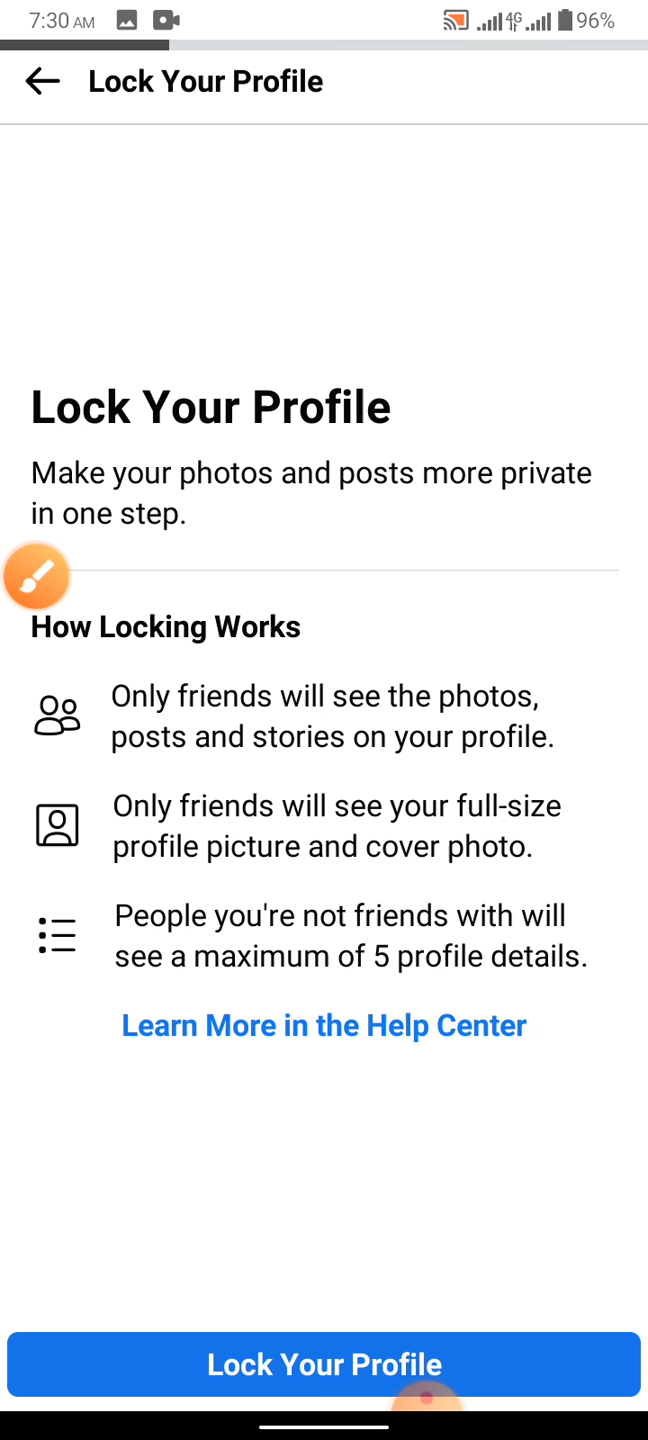 7:30 AM 4G 96%
Lock Your Profile
Lock Your Profile
Make your photos and posts more private
in one step.
How Locking Works
Only friends will see the photos,
posts and stories on your profile.
Only friends will see your full-size
profile picture and cover photo.
People you're not friends with will
see a maximum of 5 profile details.
Learn More in the Help Center
Lock Your Profile